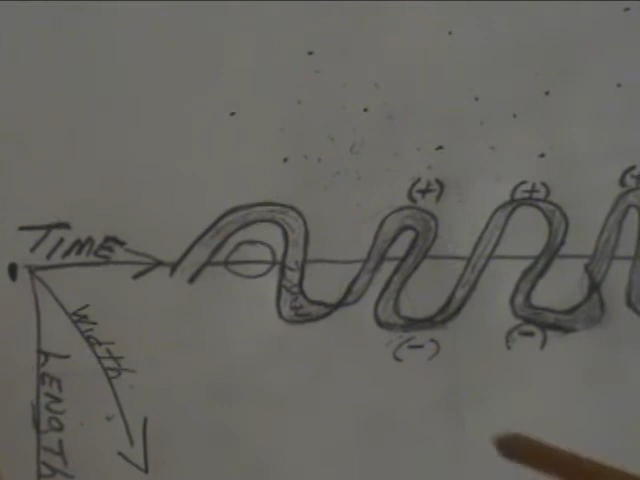 (+) (+) (+
TIME
Width
LENGTH
(-) (-)